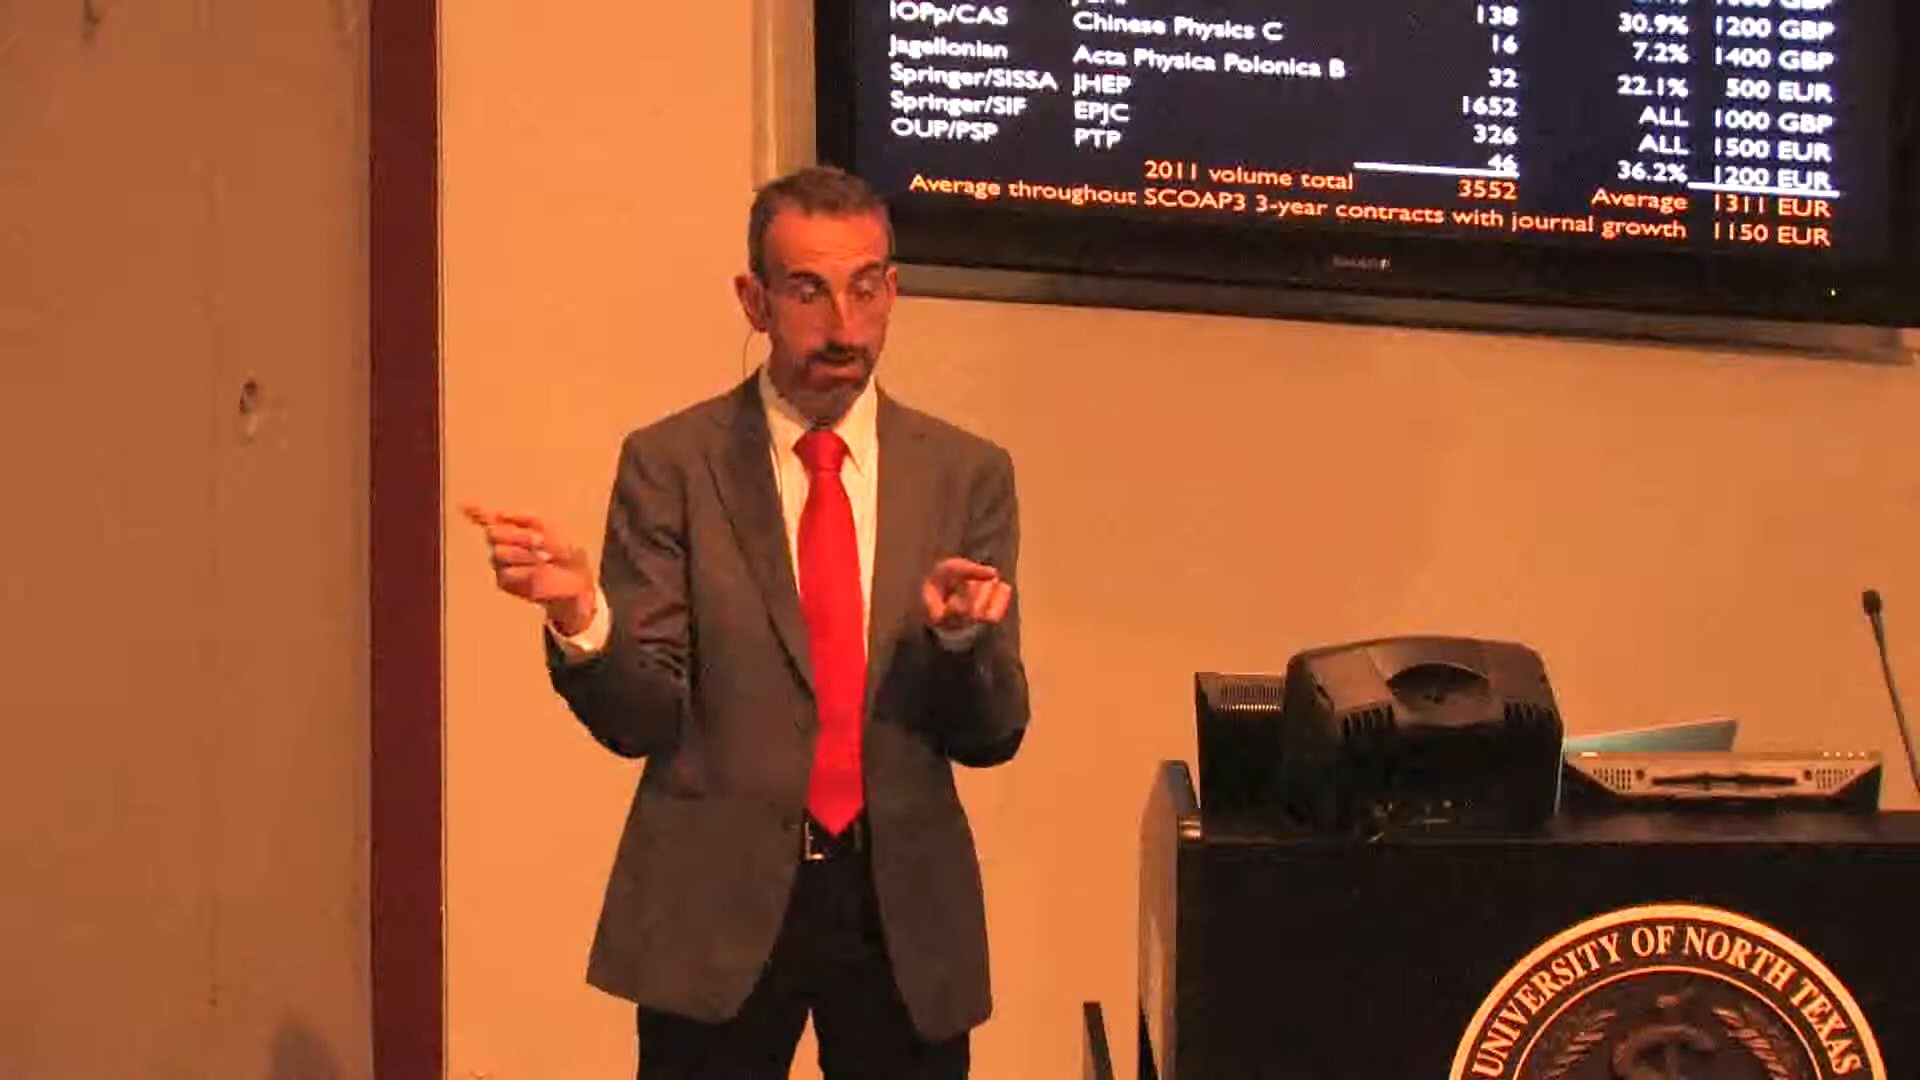 138 30.9% 1200 GBP
IOPp/CAS Chinese Physics C 16 7.2% 1400 GBP
Jagellonian Acta Physica Polonica B 32 22.1% 500 EUR
Springer/SISSA JHEP 1652 ALL 1000 GBP
Springer/SIF EPJC 326 ALL 1500 EUR
OUP/PSP PTP 46 36.2% 1200 EUR
2011 volume total 3552 Average 1311 EUR
Average throughout SCOAP3 3-year contracts with journal growth 1150 EUR
UNIVERSITY OF NORTH TEXAS